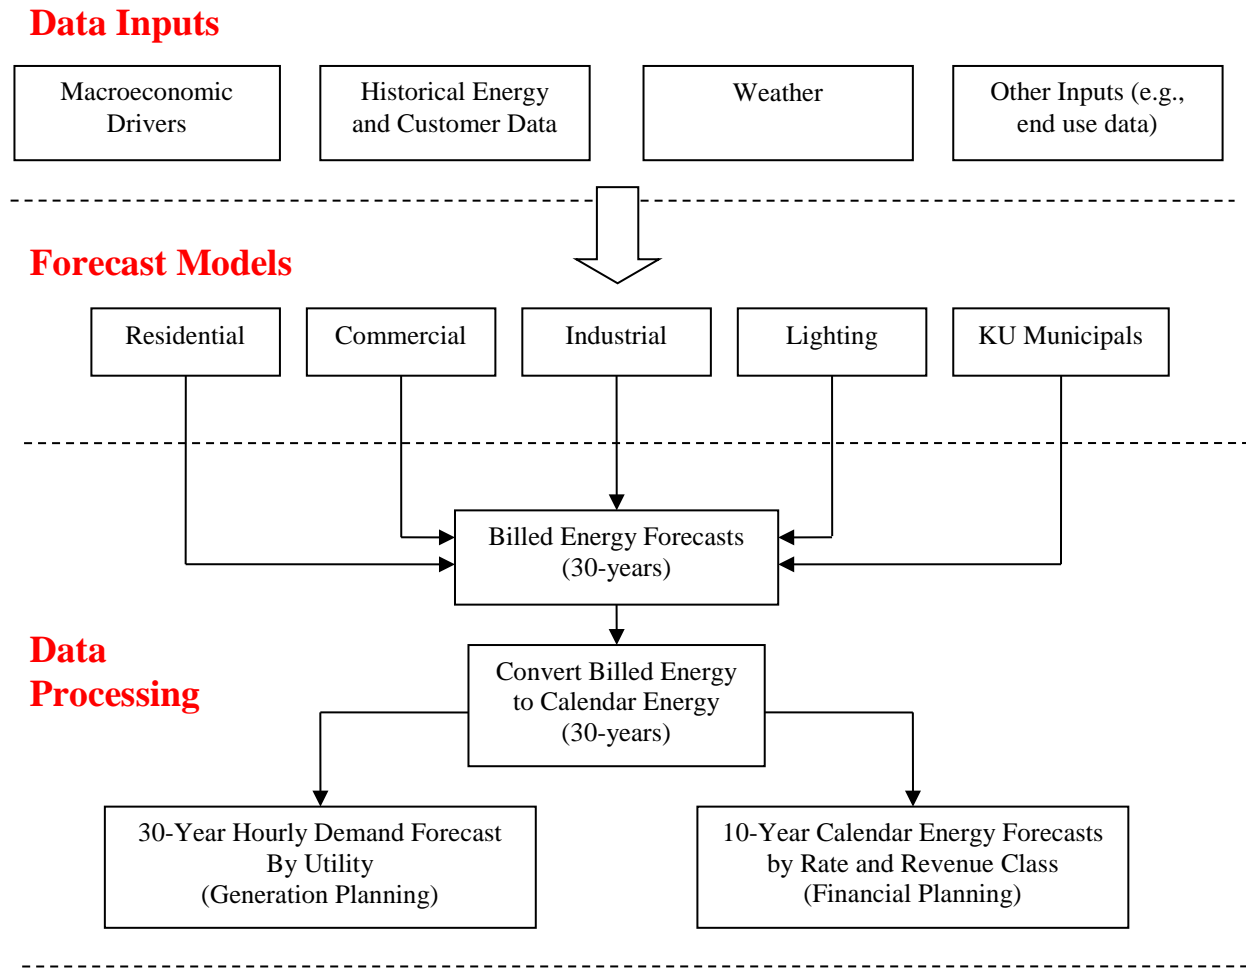 Data Inputs
Macroeconomic
Drivers
Historical Energy
and Customer Data
Weather
Other Inputs (e.g.,
end use data)
Forecast Models
Residential
Commercial
Industrial
Lighting
KU Municipals
Billed Energy Forecasts
(30-years)
Data
Processing
Convert Billed Energy
to Calendar Energy
(30-years)
30-Year Hourly Demand Forecast
By Utility
(Generation Planning)
10-Year Calendar Energy Forecasts
by Rate and Revenue Class
(Financial Planning)